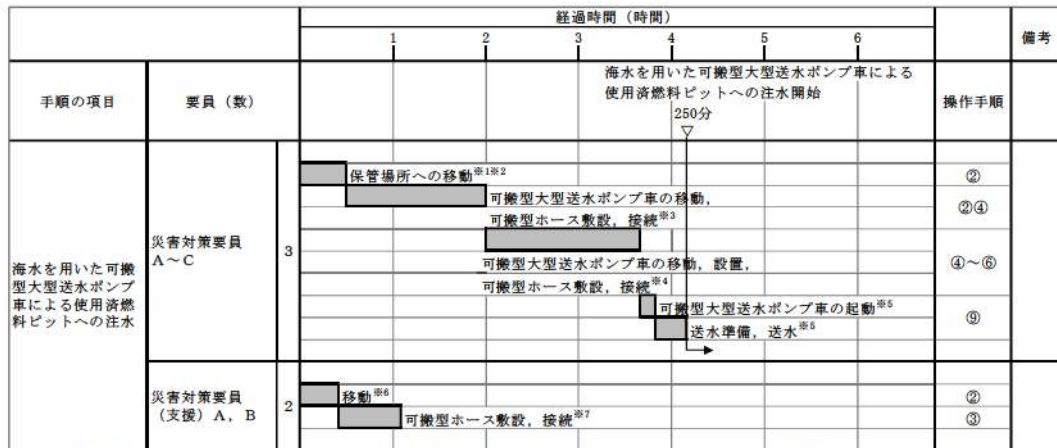 経過時間（時間）
備考
1 2 3 4 5 6
手順の項目
要員（数）
海水を用いた可搬型大型送水ポンプ車による
使用済燃料ピットへの注水開始
250分
▽
操作手順
海水を用いた可搬
型大型送水ポンプ
車による使用済燃
料ピットへの注水
災害対策要員
A～C
3
保管場所への移動※1※2
②
可搬型大型送水ポンプ車の移動，
可搬型ホース敷設，接続※3
②④
可搬型大型送水ポンプ車の移動，設置，
可搬型ホース敷設，接続※4
④～⑥
可搬型大型送水ポンプ車の起動※5
送水準備，送水※5
⑨
災害対策要員
（支援）A，B
2
移動※6
②
可搬型ホース敷設，接続※7
③